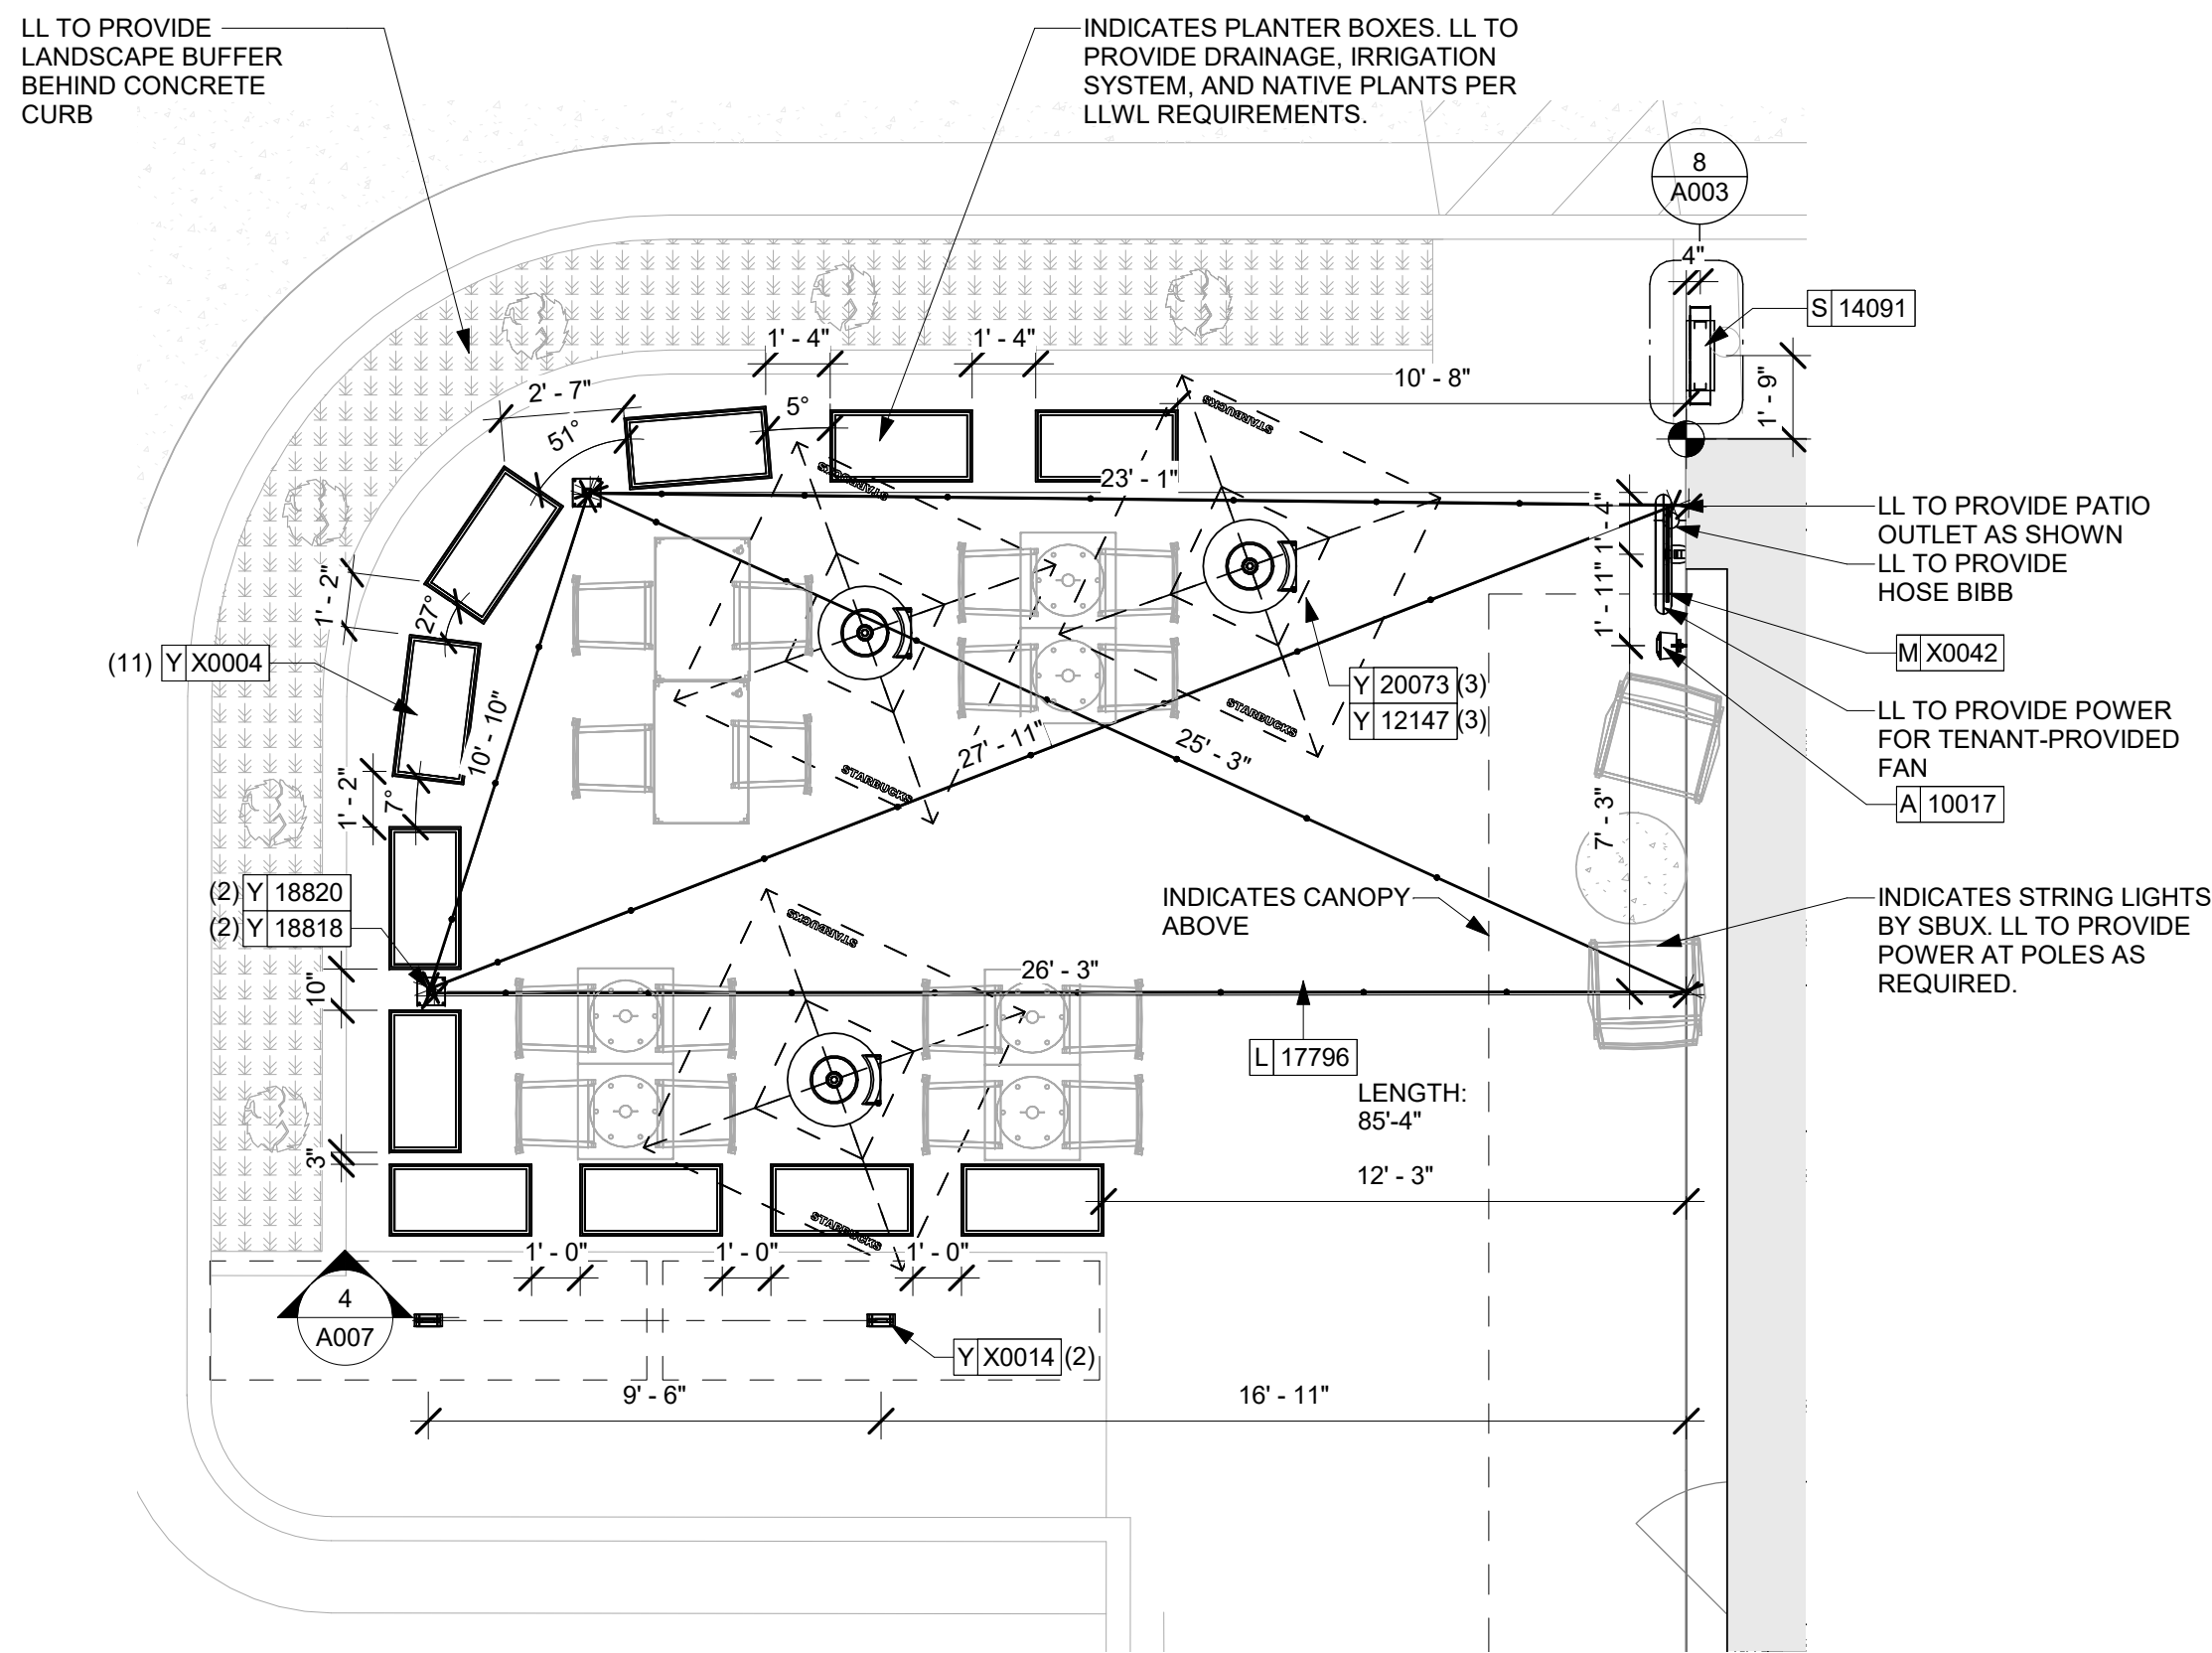 LL TO PROVIDE
LANDSCAPE BUFFER
BEHIND CONCRETE
CURB
INDICATES PLANTER BOXES. LL TO
PROVIDE DRAINAGE, IRRIGATION
SYSTEM, AND NATIVE PLANTS PER
LLWL REQUIREMENTS.
8
A003
4"
S 14091
1' - 9"
1' - 4"
1' - 4"
10' - 8"
2' - 7"
51°
5°
STARBUCKS
STARBUCKS
23' - 1"
1' - 4"
LL TO PROVIDE PATIO
OUTLET AS SHOWN
LL TO PROVIDE
HOSE BIBB
1' - 11"
M X0042
1' - 2"
27°
(11) Y X0004
Y 20073 (3)
Y 12147 (3)
LL TO PROVIDE POWER
FOR TENANT-PROVIDED
FAN
A 10017
10' - 10"
27' - 11"
25' - 3"
STARBUCKS
STARBUCKS
1' - 2"
7°
7' - 3"
(2) Y 18820
(2) Y 18818
INDICATES CANOPY
ABOVE
INDICATES STRING LIGHTS
BY SBUX. LL TO PROVIDE
POWER AT POLES AS
REQUIRED.
STARBUCKS
10"
26' - 3"
L 17796
LENGTH:
85'-4"
3"
12' - 3"
STARBUCKS
1' - 0"
1' - 0"
1' - 0"
4
A007
Y X0014 (2)
9' - 6"
16' - 11"